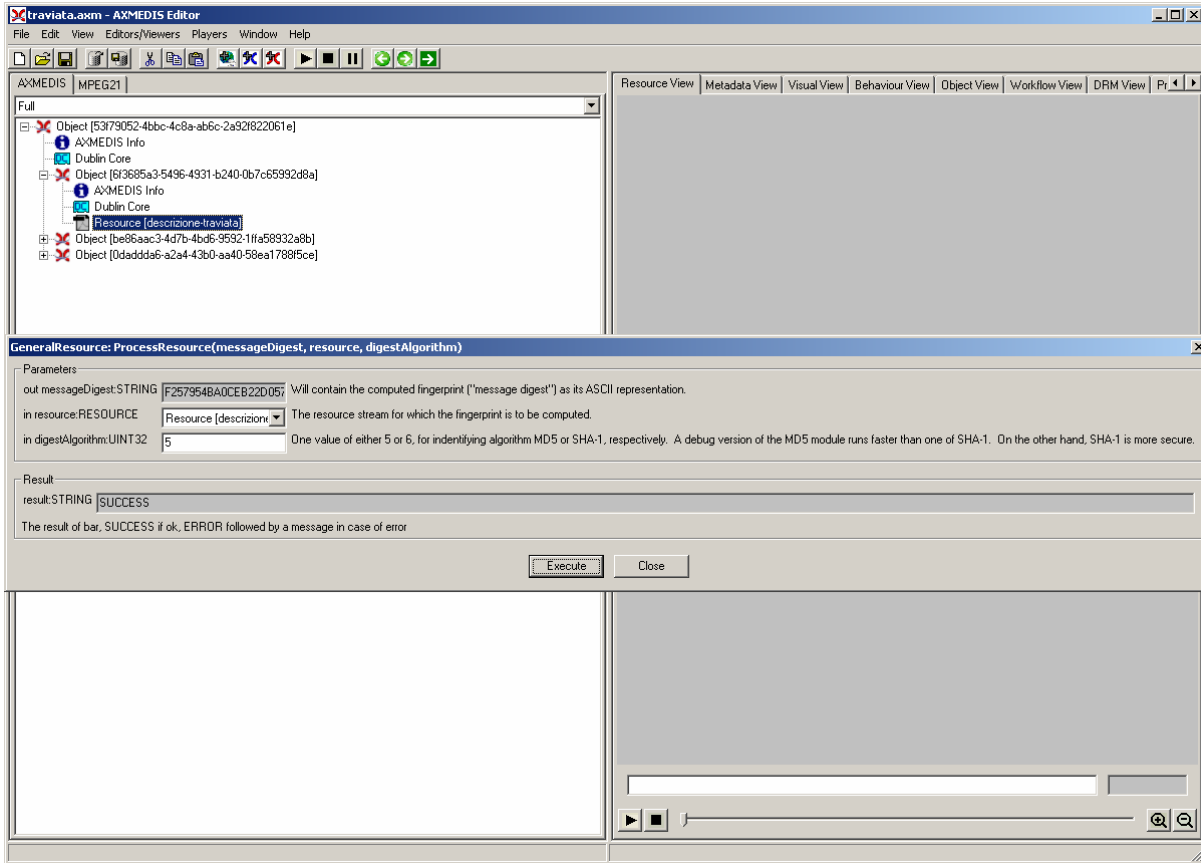 traviata.axm - AXMEDIS Editor
File Edit View Editors/Viewers Players Window Help
AXMEDIS MPEG21
Resource View Metadata View Visual View Behaviour View Object View Workflow View DRM View Pr
Full
Object [53f79052-4bbc-4c8a-ab6c-2a92f822061e]
AXMEDIS Info
DC Dublin Core
Object [6f3685a3-5496-4931-b240-0b7c65992d8a]
AXMEDIS Info
DC Dublin Core
Resource [descrizione-traviata]
Object [be86aac3-4d7b-4bd6-9592-1ffa58932a8b]
Object [0daddda6-a2a4-43b0-aa40-58ea1788f5ce]
GeneralResource: ProcessResource(messageDigest, resource, digestAlgorithm)
Parameters
out messageDigest:STRING F257954BA0CEB22D057 Will contain the computed fingerprint ("message digest") as its ASCII representation.
in resource:RESOURCE Resource [descrizione The resource stream for which the fingerprint is to be computed.
in digestAlgorithm:UINT32 5 One value of either 5 or 6, for indentifying algorithm MD5 or SHA-1, respectively. A debug version of the MD5 module runs faster than one of SHA-1. On the other hand, SHA-1 is more secure.
Result
result:STRING SUCCESS
The result of bar, SUCCESS if ok, ERROR followed by a message in case of error
Execute Close